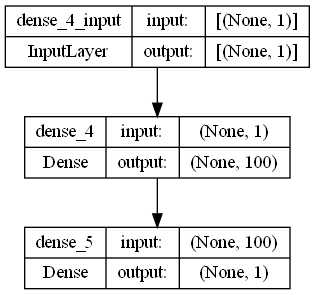 dense_4_input input: [(None, 1)]
InputLayer output: [(None, 1)]
dense_4 input: (None, 1)
Dense output: (None, 100)
dense_5 input: (None, 100)
Dense output: (None, 1)